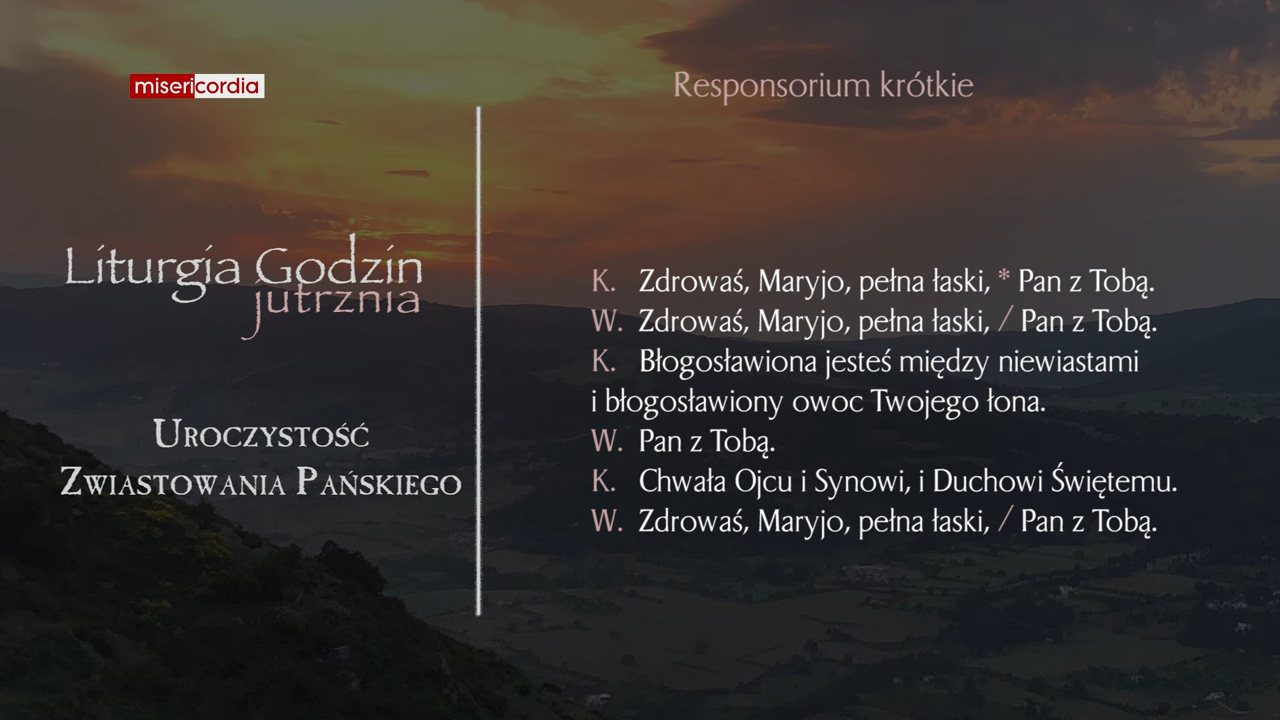 misericordia
Liturgia Godzin
jutrznia
Uroczystość
Zwiastowania Pańskiego
Responsorium krótkie
K. Zdrowaś, Maryjo, pełna łaski, * Pan z Tobą.
W. Zdrowaś, Maryjo, pełna łaski, / Pan z Tobą.
K. Błogosławiona jesteś między niewiastami
i błogosławiony owoc Twojego łona.
W. Pan z Tobą.
K. Chwała Ojcu i Synowi, i Duchowi Świętemu.
W. Zdrowaś, Maryjo, pełna łaski, / Pan z Tobą.